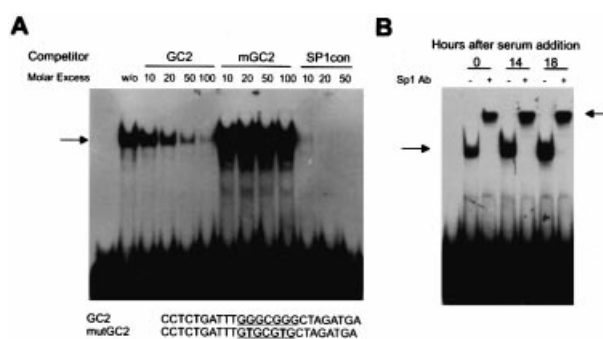 A
Competitor GC2 mGC2 SP1con
Molar Excess w/o 10 20 50 100 10 20 50 100 10 20 50
GC2 CCTCTGATTTGGGCGGGCTAGATGA
mutGC2 CCTCTGATTTGTGCGTGCTAGATGA
B
Hours after serum addition
0 14 18
Sp1 Ab - + - + - +